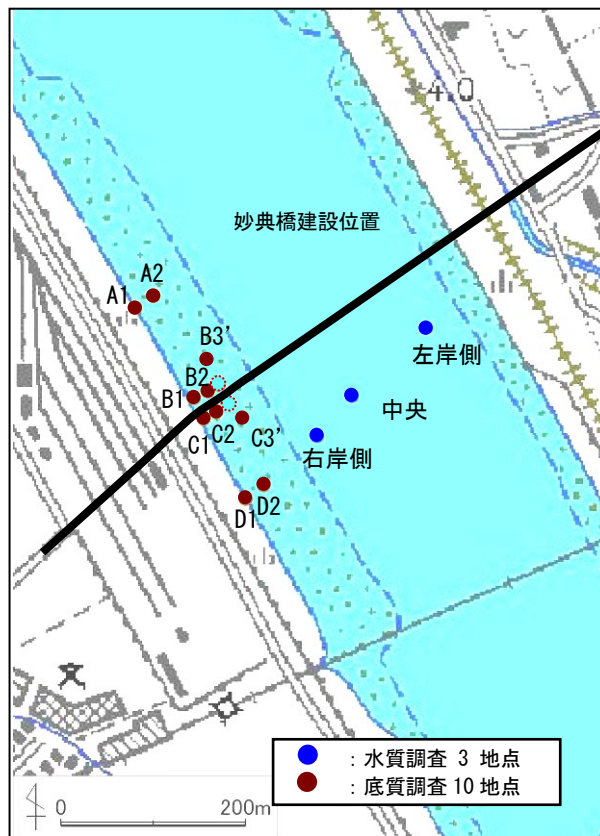 4.0
妙典橋建設位置
A2
A1
B3'
左岸側
B2
B1
中央
C2
C3'
C1
右岸側
D2
D1
：水質調査 3 地点
：底質調査 10 地点
0 200m